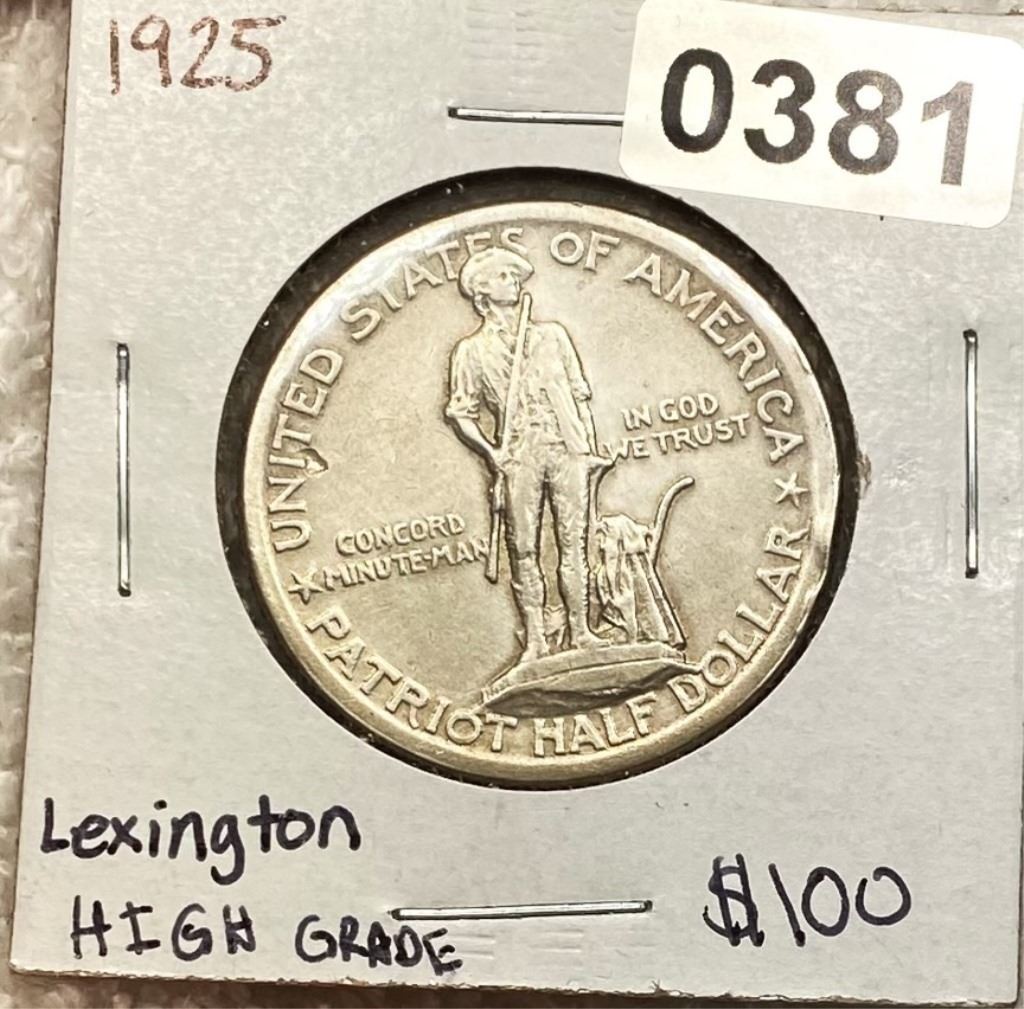 1925
0381
UNITED STATES OF AMERICA
IN GOD
WE TRUST
CONCORD
MINUTE-MAN
PATRIOT HALF DOLLAR
Lexington
HIGH GRADE
$100